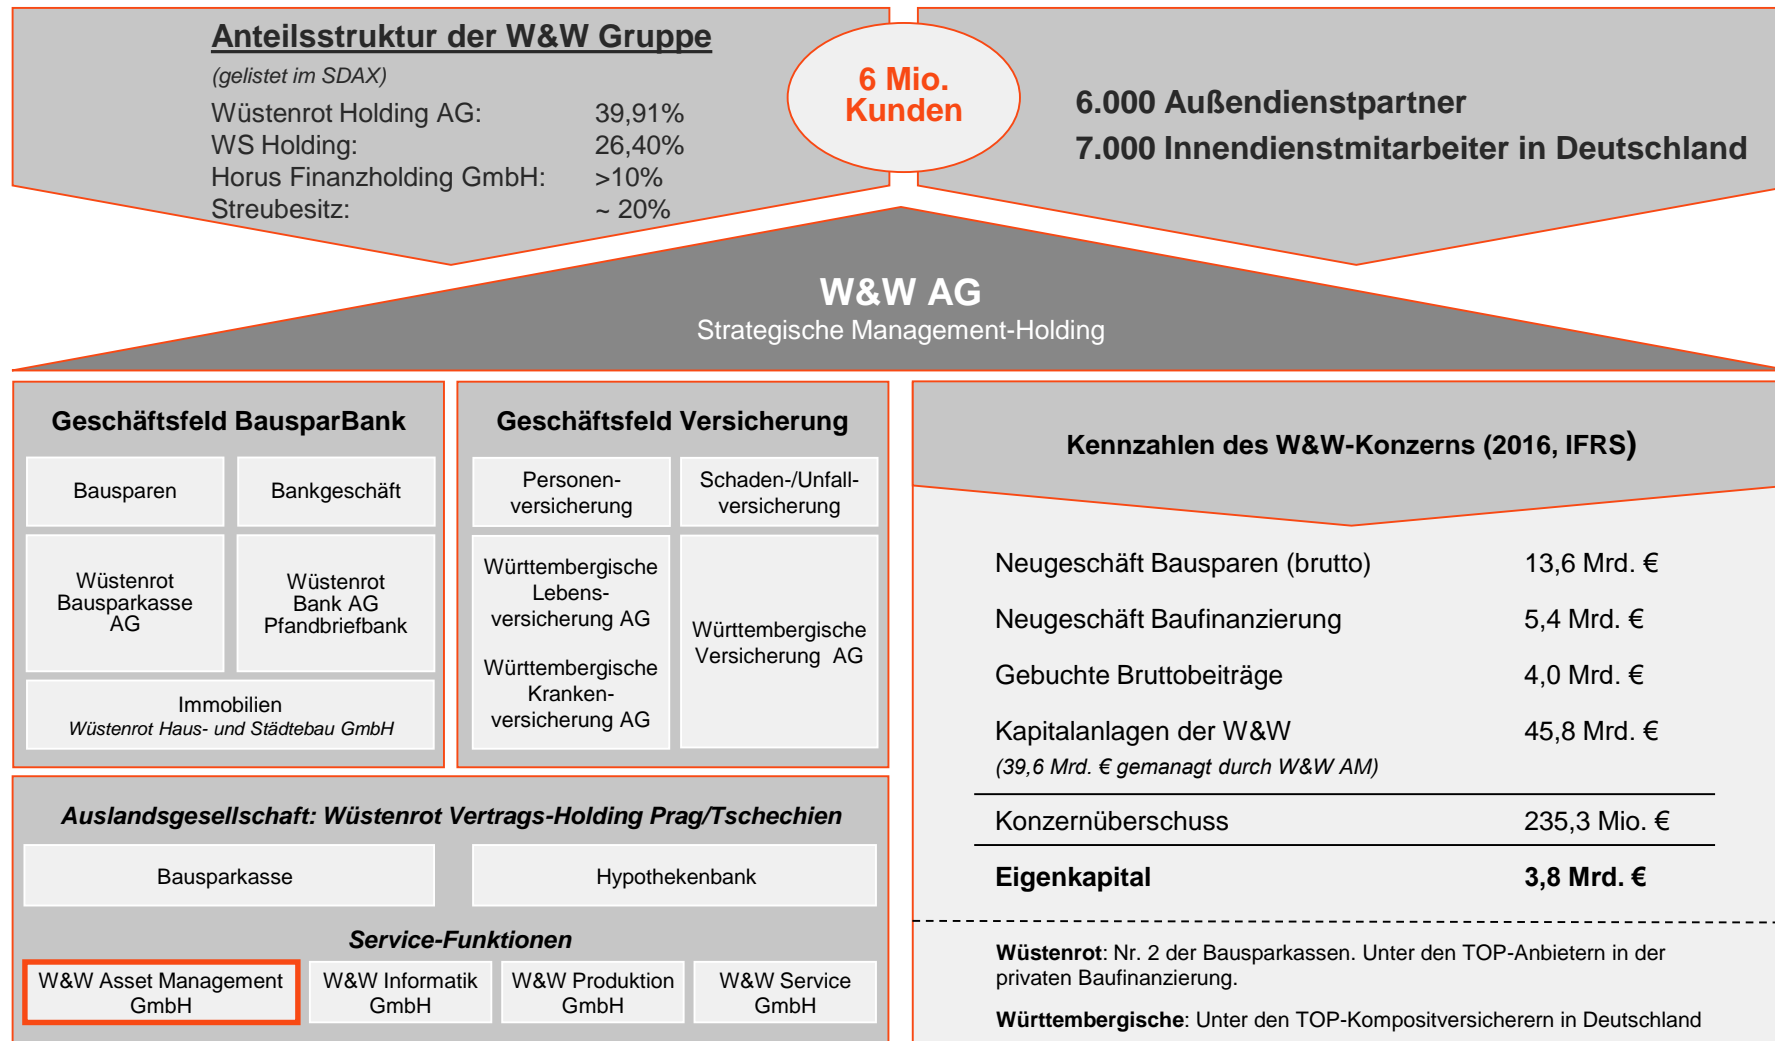 Anteilsstruktur der W&W Gruppe
(gelistet im SDAX)
Wüstenrot Holding AG: 39,91%
WS Holding: 26,40%
Horus Finanzholding GmbH: >10%
Streubesitz: ~ 20%
6 Mio.
Kunden
6.000 Außendienstpartner
7.000 Innendienstmitarbeiter in Deutschland
W&W AG
Strategische Management-Holding
Geschäftsfeld BausparBank
Bausparen
Bankgeschäft
Wüstenrot
Bausparkasse
AG
Wüstenrot
Bank AG
Pfandbriefbank
Immobilien
Wüstenrot Haus- und Städtebau GmbH
Geschäftsfeld Versicherung
Personen-
versicherung
Schaden-/Unfall-
versicherung
Württembergische
Lebens-
versicherung AG
Württembergische
Kranken-
versicherung AG
Württembergische
Versicherung AG
Auslandsgesellschaft: Wüstenrot Vertrags-Holding Prag/Tschechien
Bausparkasse
Hypothekenbank
Service-Funktionen
W&W Asset Management
GmbH
W&W Informatik
GmbH
W&W Produktion
GmbH
W&W Service
GmbH
Kennzahlen des W&W-Konzerns (2016, IFRS)
Neugeschäft Bausparen (brutto) 13,6 Mrd. €
Neugeschäft Baufinanzierung 5,4 Mrd. €
Gebuchte Bruttobeiträge 4,0 Mrd. €
Kapitalanlagen der W&W 45,8 Mrd. €
(39,6 Mrd. € gemanagt durch W&W AM)
Konzernüberschuss 235,3 Mio. €
Eigenkapital 3,8 Mrd. €
Wüstenrot: Nr. 2 der Bausparkassen. Unter den TOP-Anbietern in der
privaten Baufinanzierung.
Württembergische: Unter den TOP-Kompositversicherern in Deutschland